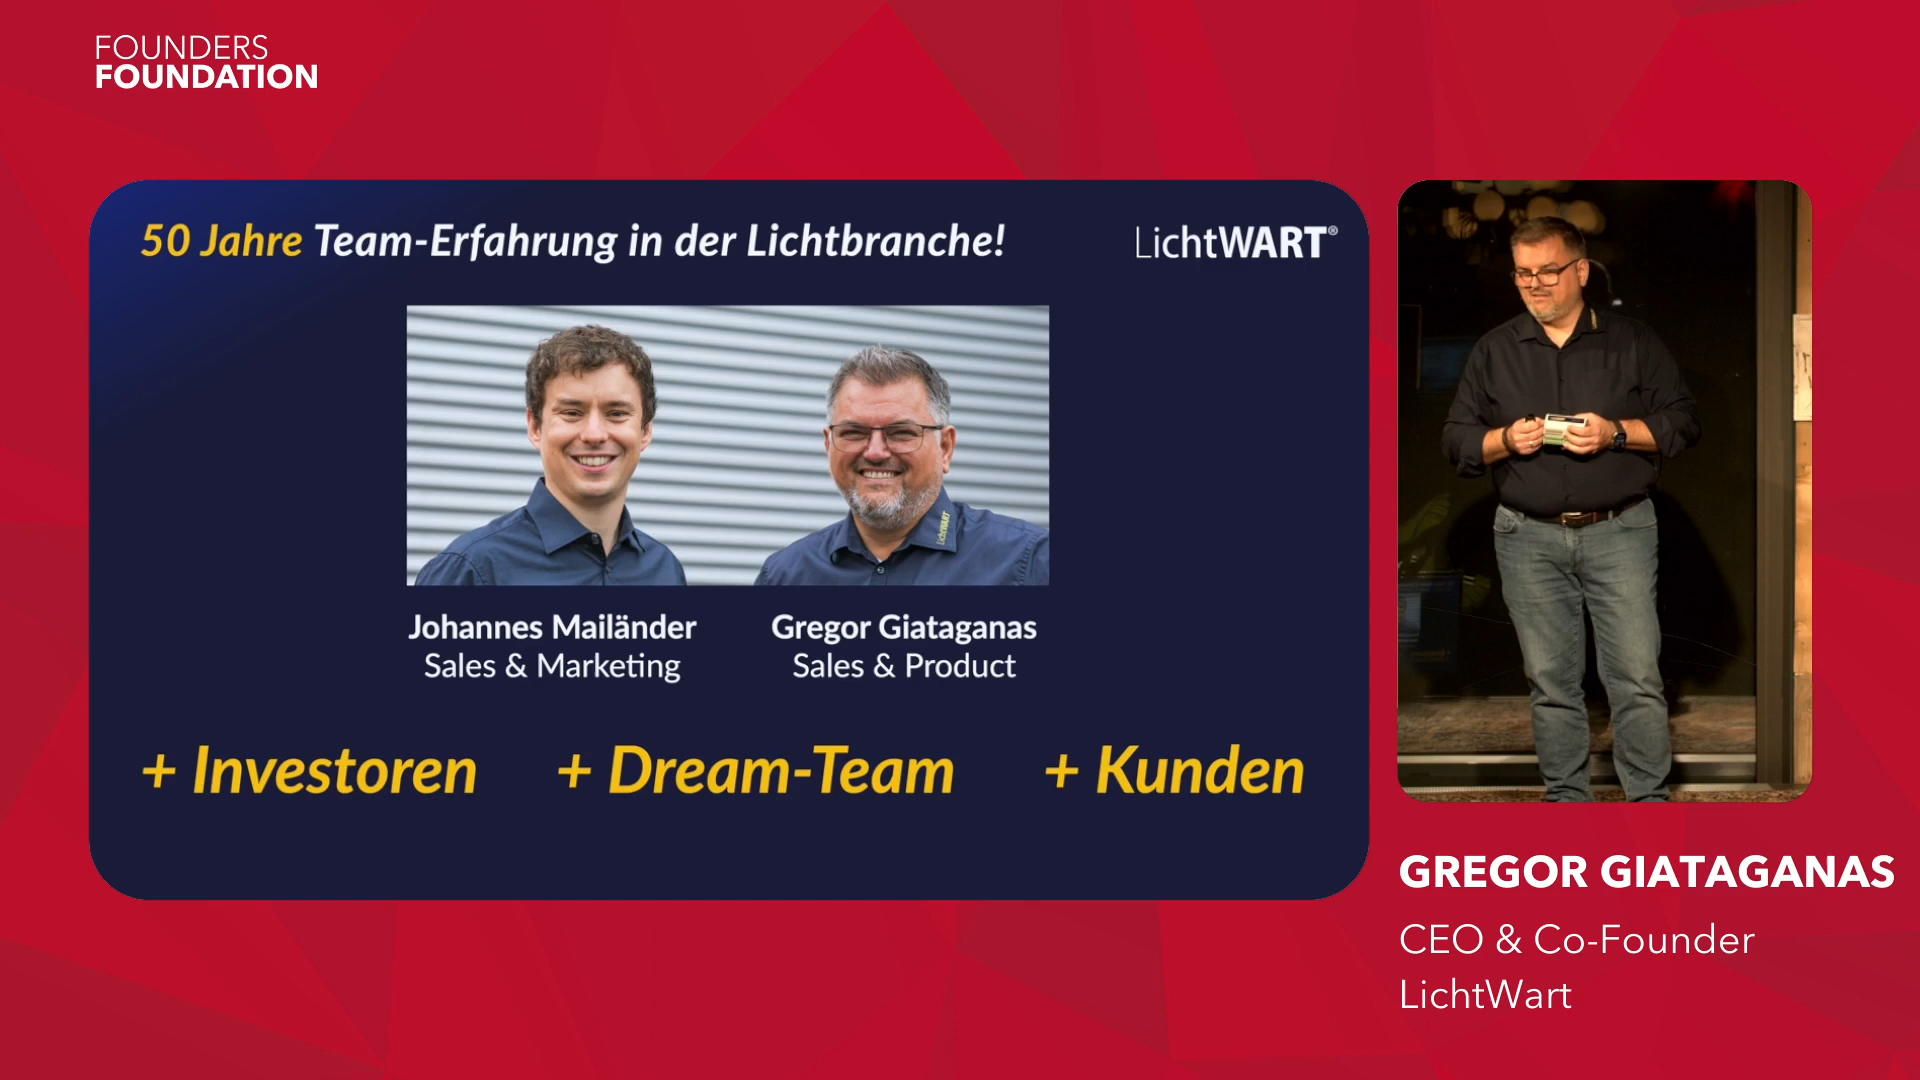 FOUNDERS
FOUNDATION
50 Jahre Team-Erfahrung in der Lichtbranche!
LichtWART®
LichtWART
Johannes Mailänder
Sales & Marketing
Gregor Giataganas
Sales & Product
+ Investoren
+ Dream-Team
+ Kunden
GREGOR GIATAGANAS
CEO & Co-Founder
LichtWart